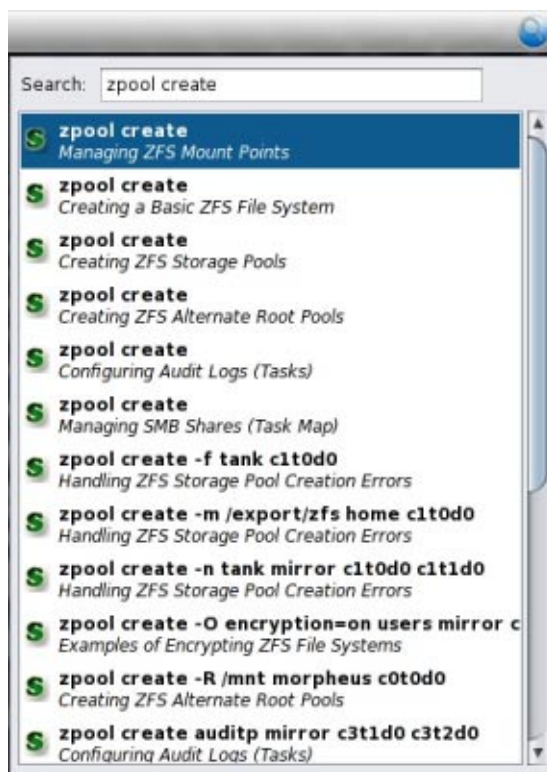 Search: zpool create
zpool create
Managing ZFS Mount Points
zpool create
Creating a Basic ZFS File System
zpool create
Creating ZFS Storage Pools
zpool create
Creating ZFS Alternate Root Pools
zpool create
Configuring Audit Logs (Tasks)
zpool create
Managing SMB Shares (Task Map)
zpool create -f tank c1t0d0
Handling ZFS Storage Pool Creation Errors
zpool create -m /export/zfs home c1t0d0
Handling ZFS Storage Pool Creation Errors
zpool create -n tank mirror c1t0d0 c1t1d0
Handling ZFS Storage Pool Creation Errors
zpool create -O encryption=on users mirror c
Examples of Encrypting ZFS File Systems
zpool create -R /mnt morpheus c0t0d0
Creating ZFS Alternate Root Pools
zpool create auditp mirror c3t1d0 c3t2d0
Configuring Audit Logs (Tasks)